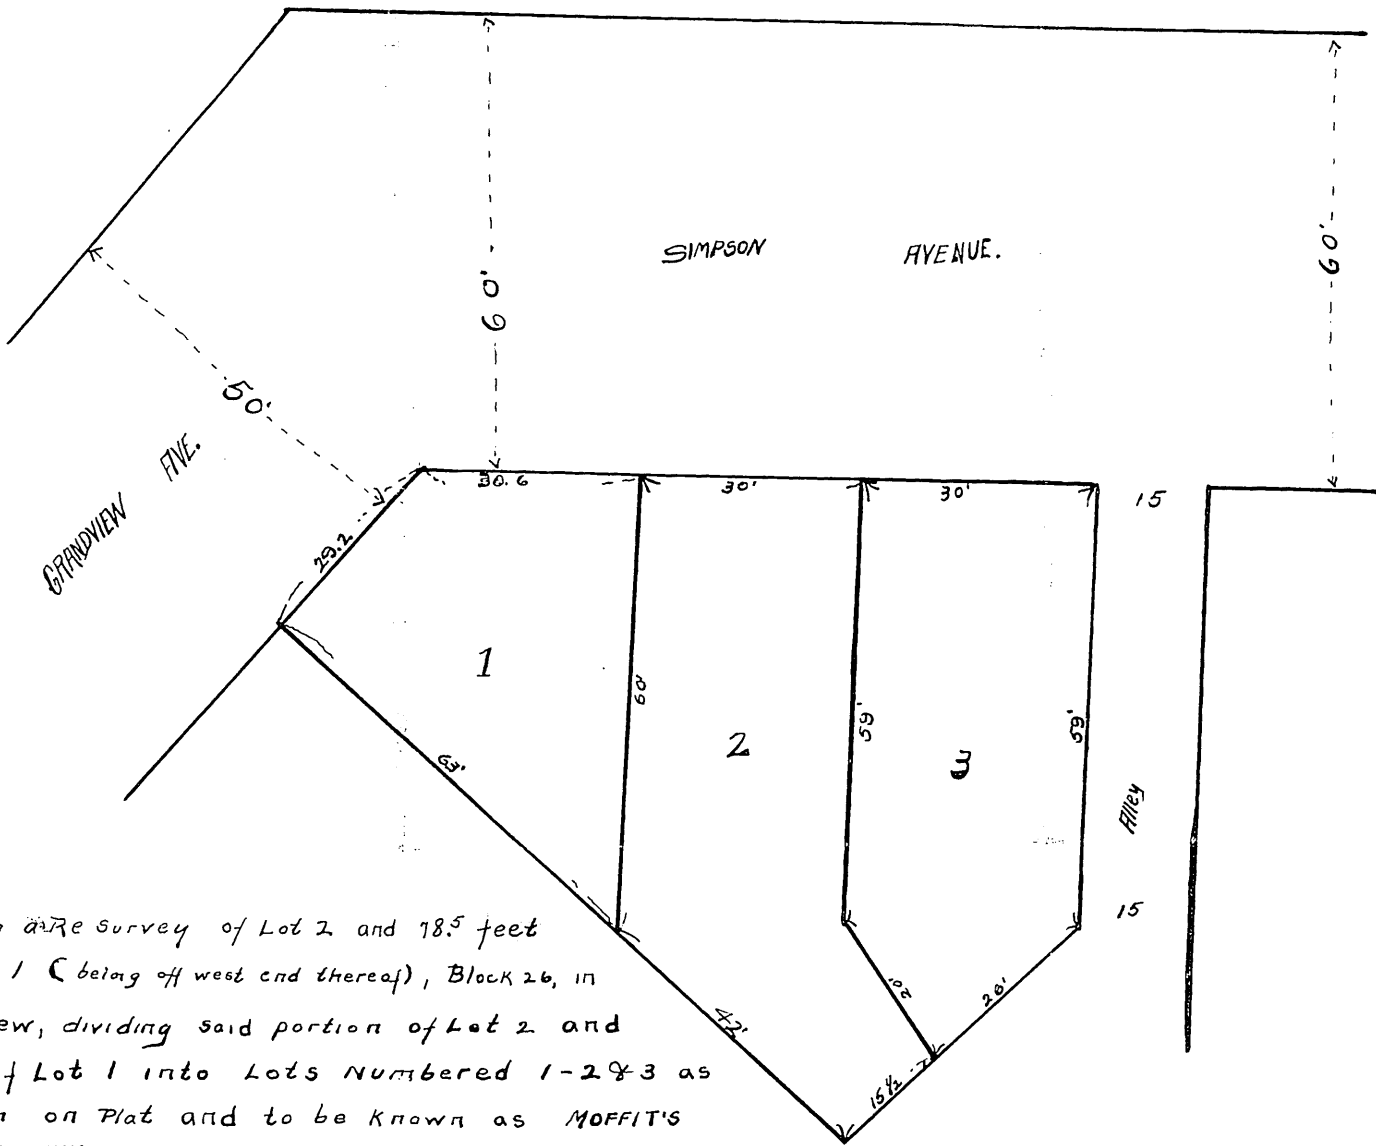 60'
60'
SIMPSON AVENUE.
50'
GRANDVIEW AVE.
30.6
30'
30'
15
29.2
1
60'
2
59'
3
59'
Alley
63'
15
a Re survey of Lot 2 and 78.5 feet
1 (being off west end thereof), Block 26, in
ew, dividing said portion of Lot 2 and
f Lot 1 into Lots Numbered 1-2&3 as
n on Plat and to be known as MOFFIT'S
20'
26'
42'
15½